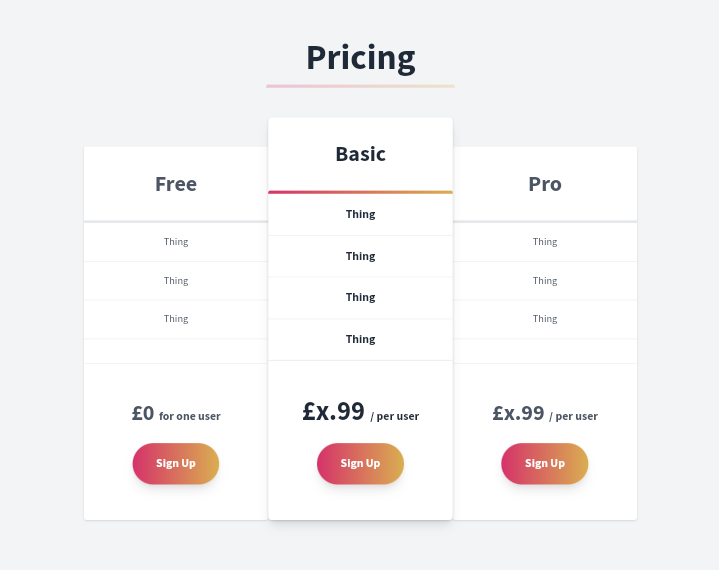 Pricing
Free
Thing
Thing
Thing
£0 for one user
Sign Up
Basic
Thing
Thing
Thing
Thing
£x.99 / per user
Sign Up
Pro
Thing
Thing
Thing
£x.99 / per user
Sign Up